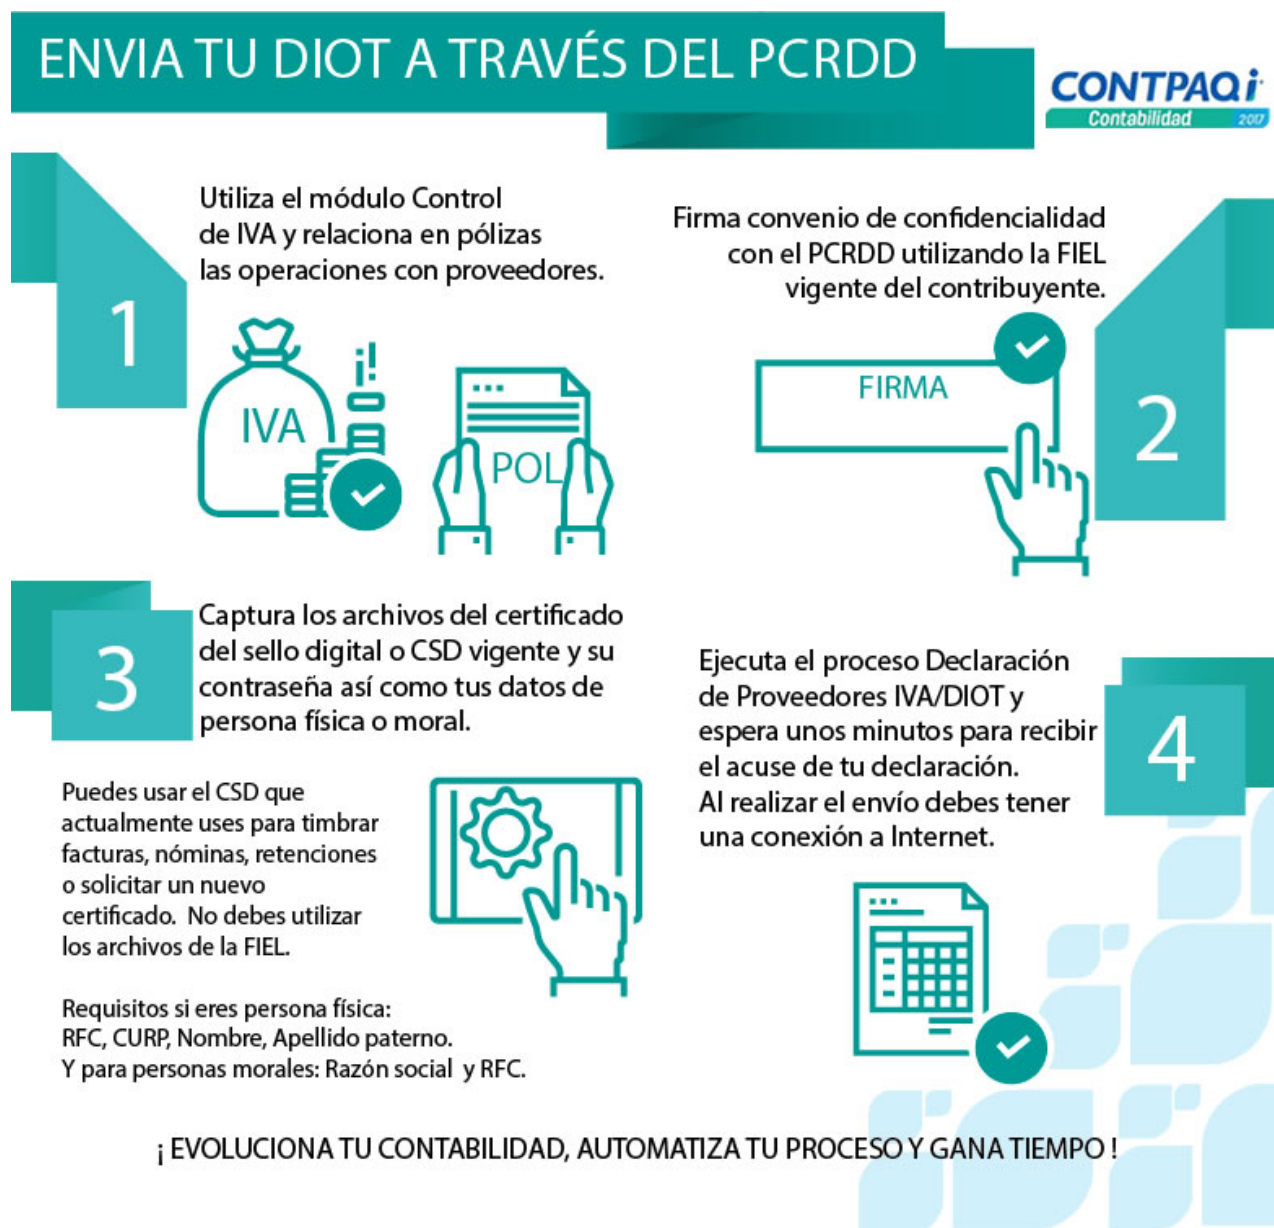 ENVIA TU DIOT A TRAVÉS DEL PCRDD
CONTPAQi
Contabilidad 2017
1
Utiliza el módulo Control
de IVA y relaciona en pólizas
las operaciones con proveedores.
IVA
¡!
POL
Firma convenio de confidencialidad
con el PCRDD utilizando la FIEL
vigente del contribuyente.
FIRMA
2
3
Captura los archivos del certificado
del sello digital o CSD vigente y su
contraseña así como tus datos de
persona física o moral.
Puedes usar el CSD que
actualmente uses para timbrar
facturas, nóminas, retenciones
o solicitar un nuevo
certificado. No debes utilizar
los archivos de la FIEL.
Requisitos si eres persona física:
RFC, CURP, Nombre, Apellido paterno.
Y para personas morales: Razón social y RFC.
Ejecuta el proceso Declaración
de Proveedores IVA/DIOT y
espera unos minutos para recibir
el acuse de tu declaración.
Al realizar el envío debes tener
una conexión a Internet.
4
¡ EVOLUCIONA TU CONTABILIDAD, AUTOMATIZA TU PROCESO Y GANA TIEMPO !